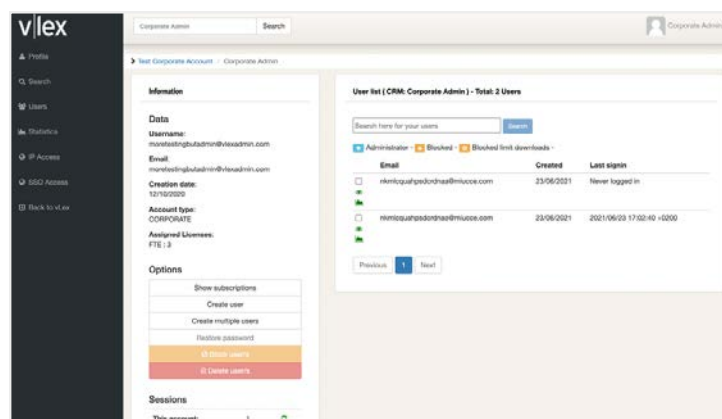 v|lex
Corporate Admin
Search
Corporate Admin
Profile
Search
Users
Statistics
IP Access
SSO Access
Back to vLex
Test Corporate Account / Corporate Admin
Information
Data
Username:
moretestingbutadmin@vlexadmin.com
Email:
moretestingbutadmin@vlexadmin.com
Creation date:
12/10/2020
Account type:
CORPORATE
Assigned Licenses:
FTE : 3
Options
Show subscriptions
Create user
Create multiple users
Restore password
Block users
Delete users
Sessions
This account:
User list ( CRM: Corporate Admin ) - Total: 2 Users
Search here for your users
Search
Administrator - Blocked - Blocked limit downloads -
Email Created Last signin
23/06/2021 Never logged in
23/06/2021 2021/06/23 17:02:40 +0200
Previous 1 Next